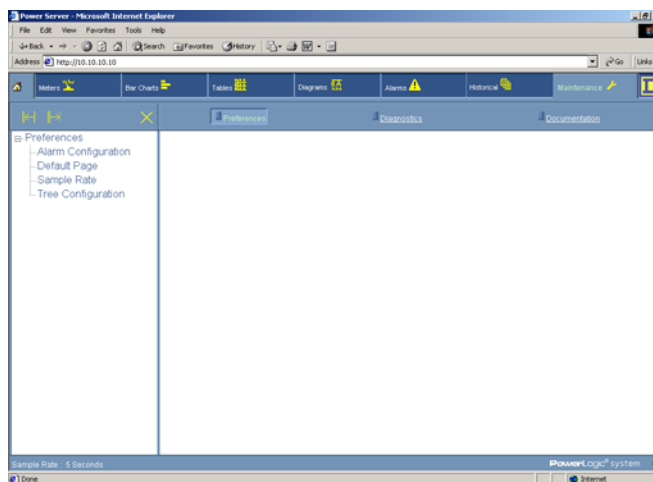 Power Server - Microsoft Internet Explorer
File Edit View Favorites Tools Help
Back Search Favorites History
Address http://10.10.10.10 Go Links
Meters Bar Charts Tables Diagrams Alarms Historical Maintenance
Preferences Diagnostics Documentation
Preferences
Alarm Configuration
Default Page
Sample Rate
Tree Configuration
Sample Rate : 5 Seconds PowerLogic® system
Done Internet